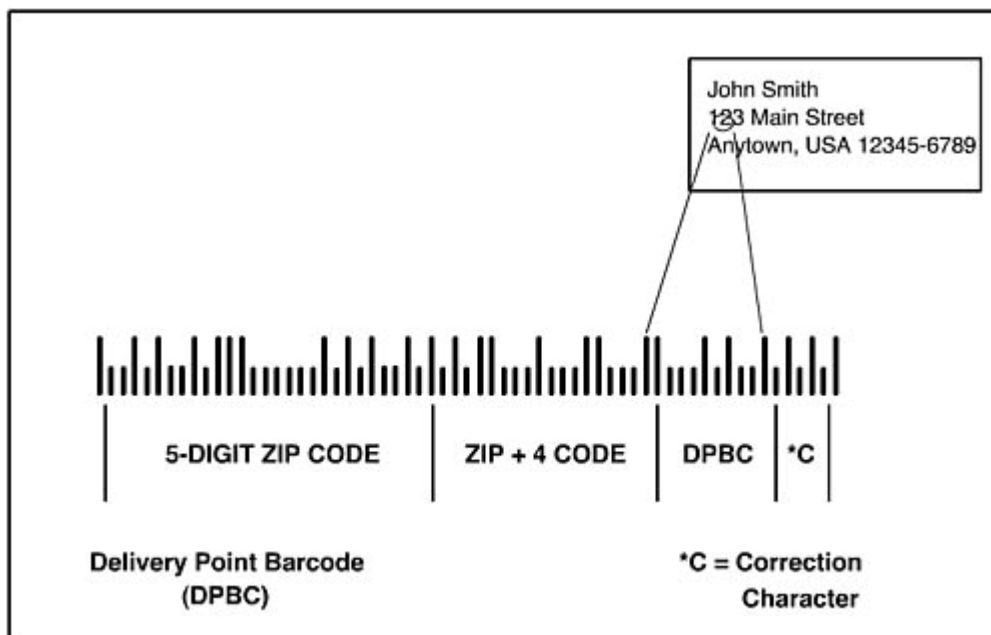 John Smith
123 Main Street
Anytown, USA 12345-6789
5-DIGIT ZIP CODE
ZIP + 4 CODE
DPBC
*C
Delivery Point Barcode
(DPBC)
*C = Correction
Character